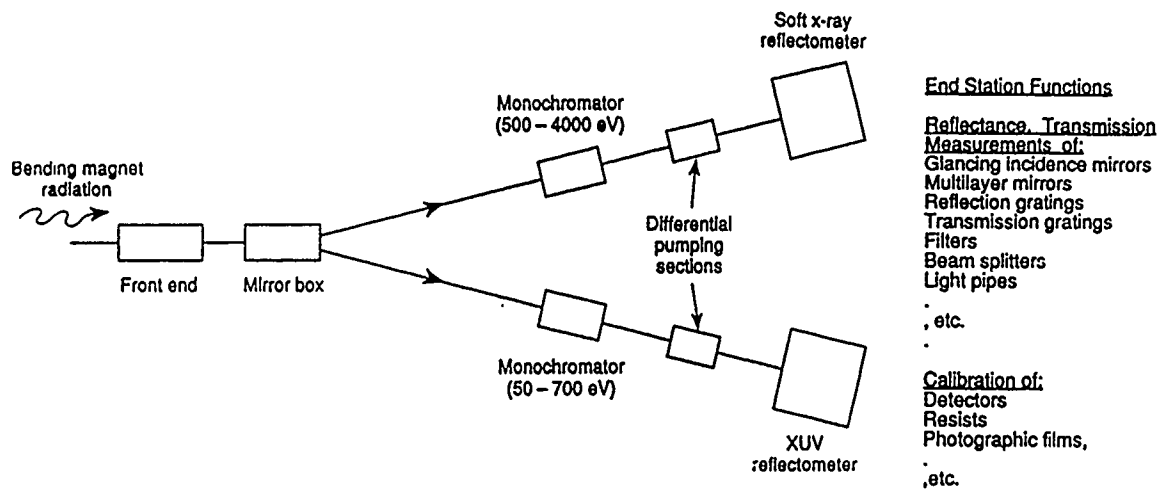 Soft x-ray
reflectometer
Monochromator
(500 – 4000 eV)
Bending magnet
radiation
Front end
Mirror box
Differential
pumping
sections
Monochromator
(50 – 700 eV)
XUV
reflectometer
End Station Functions
Reflectance, Transmission
Measurements of:
Glancing incidence mirrors
Multilayer mirrors
Reflection gratings
Transmission gratings
Filters
Beam splitters
Light pipes
.
, etc.
.
Calibration of:
Detectors
Resists
Photographic films,
.
,etc.